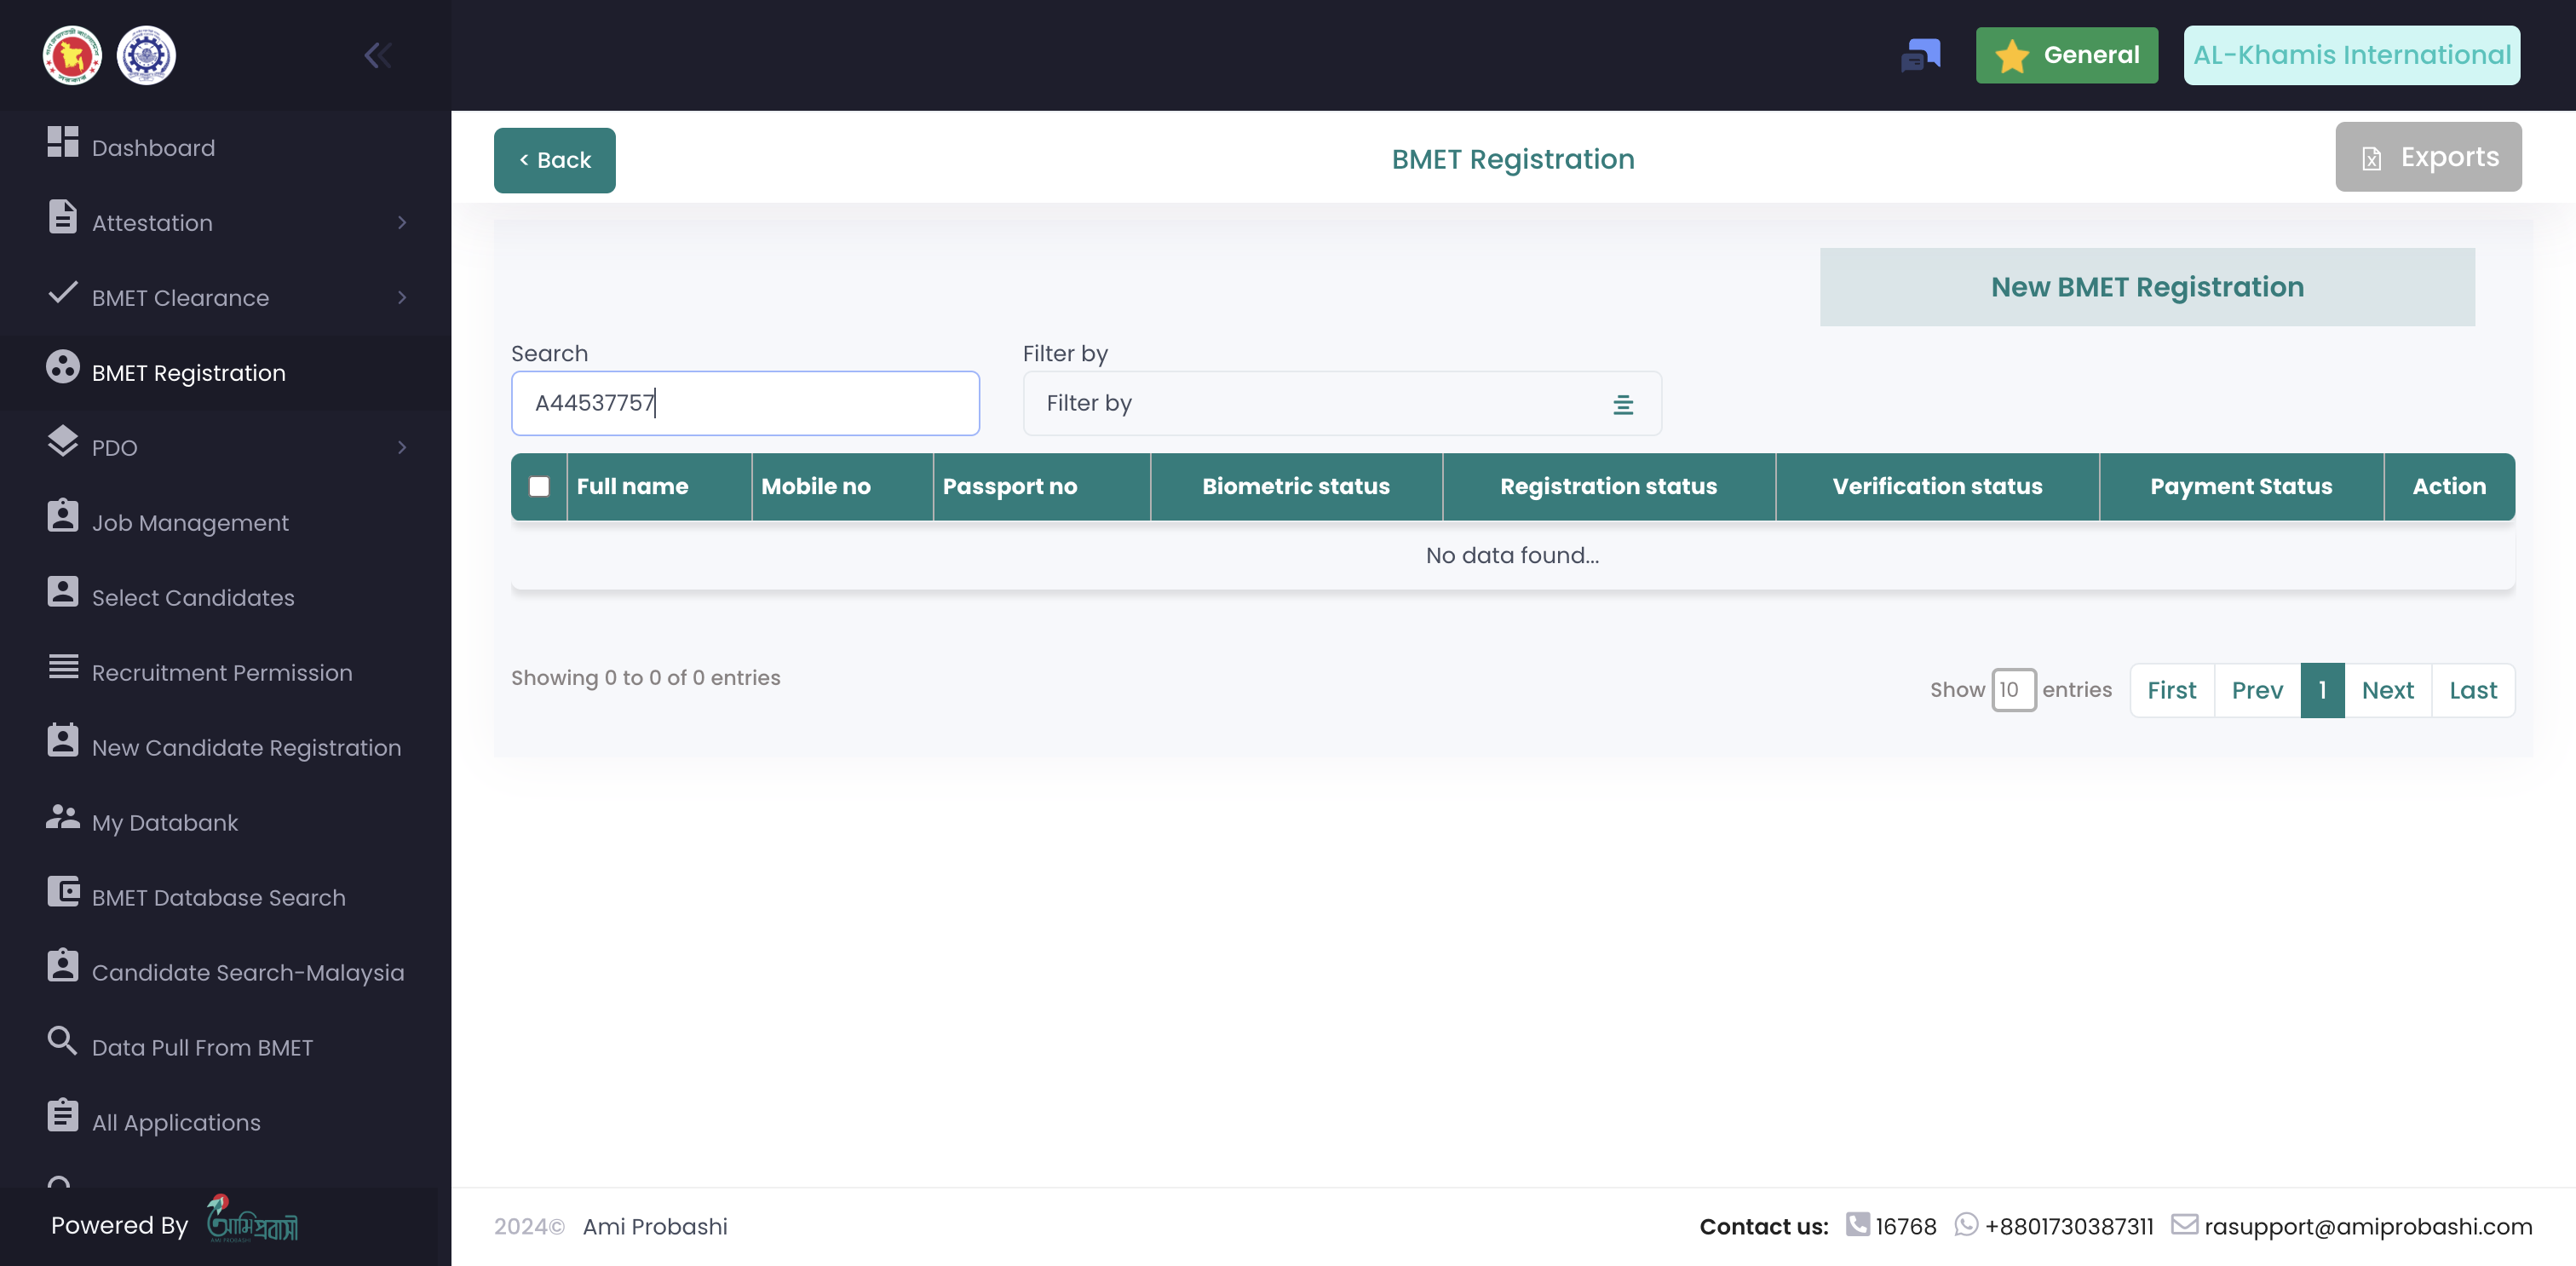 General
AL-Khamis International
Dashboard
Attestation
BMET Clearance
BMET Registration
PDO
Job Management
Select Candidates
Recruitment Permission
New Candidate Registration
My Databank
BMET Database Search
Candidate Search-Malaysia
Data Pull From BMET
All Applications
Powered By আমি প্রবাসী
AMI PROBASHI
< Back
BMET Registration
Exports
New BMET Registration
Search
Filter by
A44537757
Filter by
Full name Mobile no Passport no Biometric status Registration status Verification status Payment Status Action
No data found...
Showing 0 to 0 of 0 entries
Show 10 entries First Prev 1 Next Last
2024© Ami Probashi
Contact us: 16768 +8801730387311 rasupport@amiprobashi.com